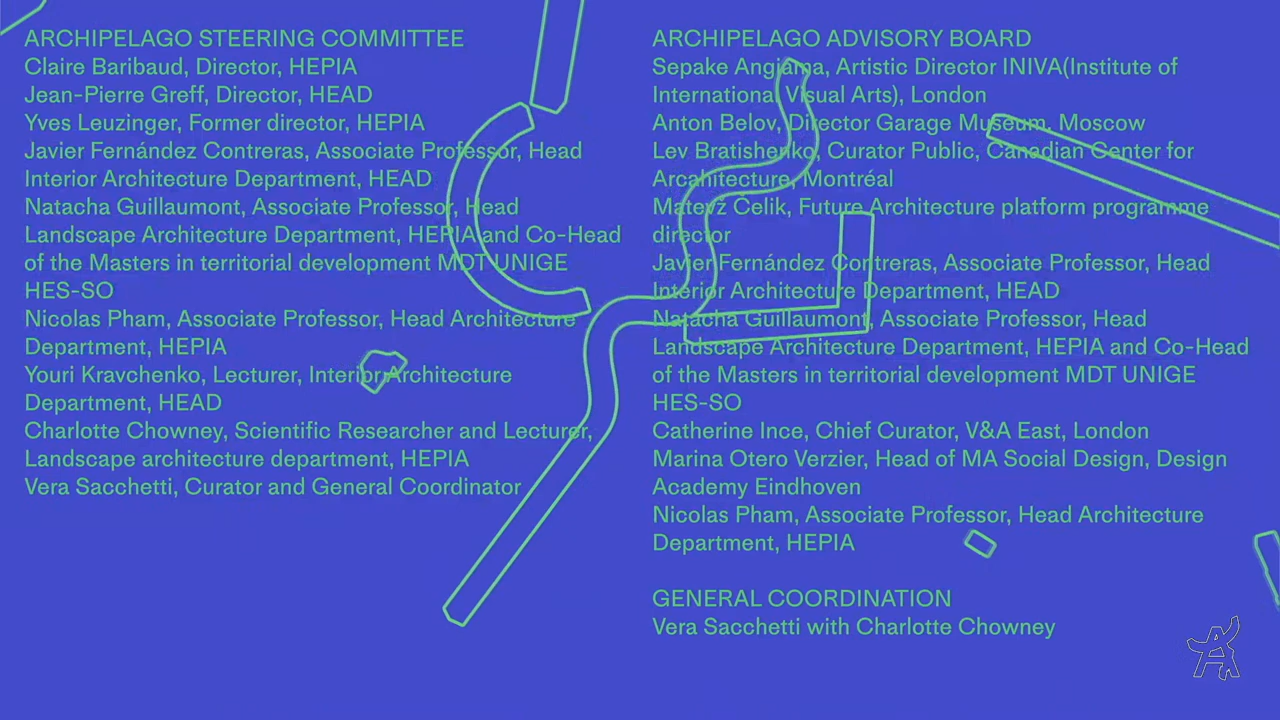 ARCHIPELAGO STEERING COMMITTEE
Claire Baribaud, Director, HEPIA
Jean-Pierre Greff, Director, HEAD
Yves Leuzinger, Former director, HEPIA
Javier Fernández Contreras, Associate Professor, Head
Interior Architecture Department, HEAD
Natacha Guillaumont, Associate Professor, Head
Landscape Architecture Department, HEPIA and Co-Head
of the Masters in territorial development MDT UNIGE
HES-SO
Nicolas Pham, Associate Professor, Head Architecture
Department, HEPIA
Youri Kravchenko, Lecturer, Interior Architecture
Department, HEAD
Charlotte Chowney, Scientific Researcher and Lecturer,
Landscape architecture department, HEPIA
Vera Sacchetti, Curator and General Coordinator
ARCHIPELAGO ADVISORY BOARD
Sepake Angiama, Artistic Director INIVA(Institute of
International Visual Arts), London
Anton Belov, Director Garage Museum. Moscow
Lev Bratishenko, Curator Public, Canadian Center for
Arcahitecture, Montréal
Matevž Čelik, Future Architecture platform programme
director
Javier Fernández Contreras, Associate Professor, Head
Interior Architecture Department, HEAD
Natacha Guillaumont, Associate Professor, Head
Landscape Architecture Department, HEPIA and Co-Head
of the Masters in territorial development MDT UNIGE
HES-SO
Catherine Ince, Chief Curator, V&A East, London
Marina Otero Verzier, Head of MA Social Design, Design
Academy Eindhoven
Nicolas Pham, Associate Professor, Head Architecture
Department, HEPIA
GENERAL COORDINATION
Vera Sacchetti with Charlotte Chowney
A